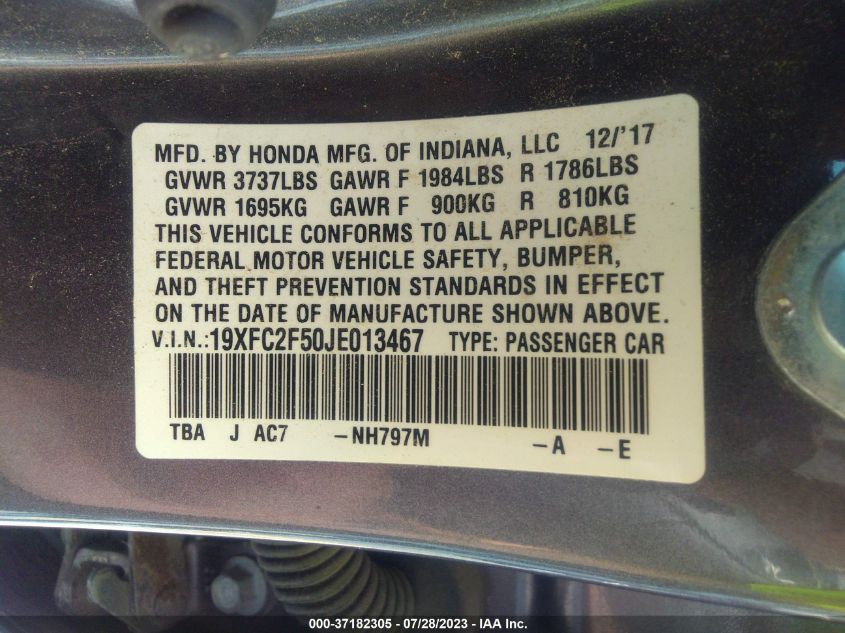 MFD. BY HONDA MFG. OF INDIANA, LLC 12/'17
GVWR 3737LBS GAWR F 1984LBS R 1786LBS
GVWR 1695KG GAWR F 900KG R 810KG
THIS VEHICLE CONFORMS TO ALL APPLICABLE
FEDERAL MOTOR VEHICLE SAFETY, BUMPER,
AND THEFT PREVENTION STANDARDS IN EFFECT
ON THE DATE OF MANUFACTURE SHOWN ABOVE.
V.I.N.:19XFC2F50JE013467 TYPE: PASSENGER CAR
TBA J AC7 -NH797M -A -E
000-37182305 / 07/28/2023 / © IAA Inc.